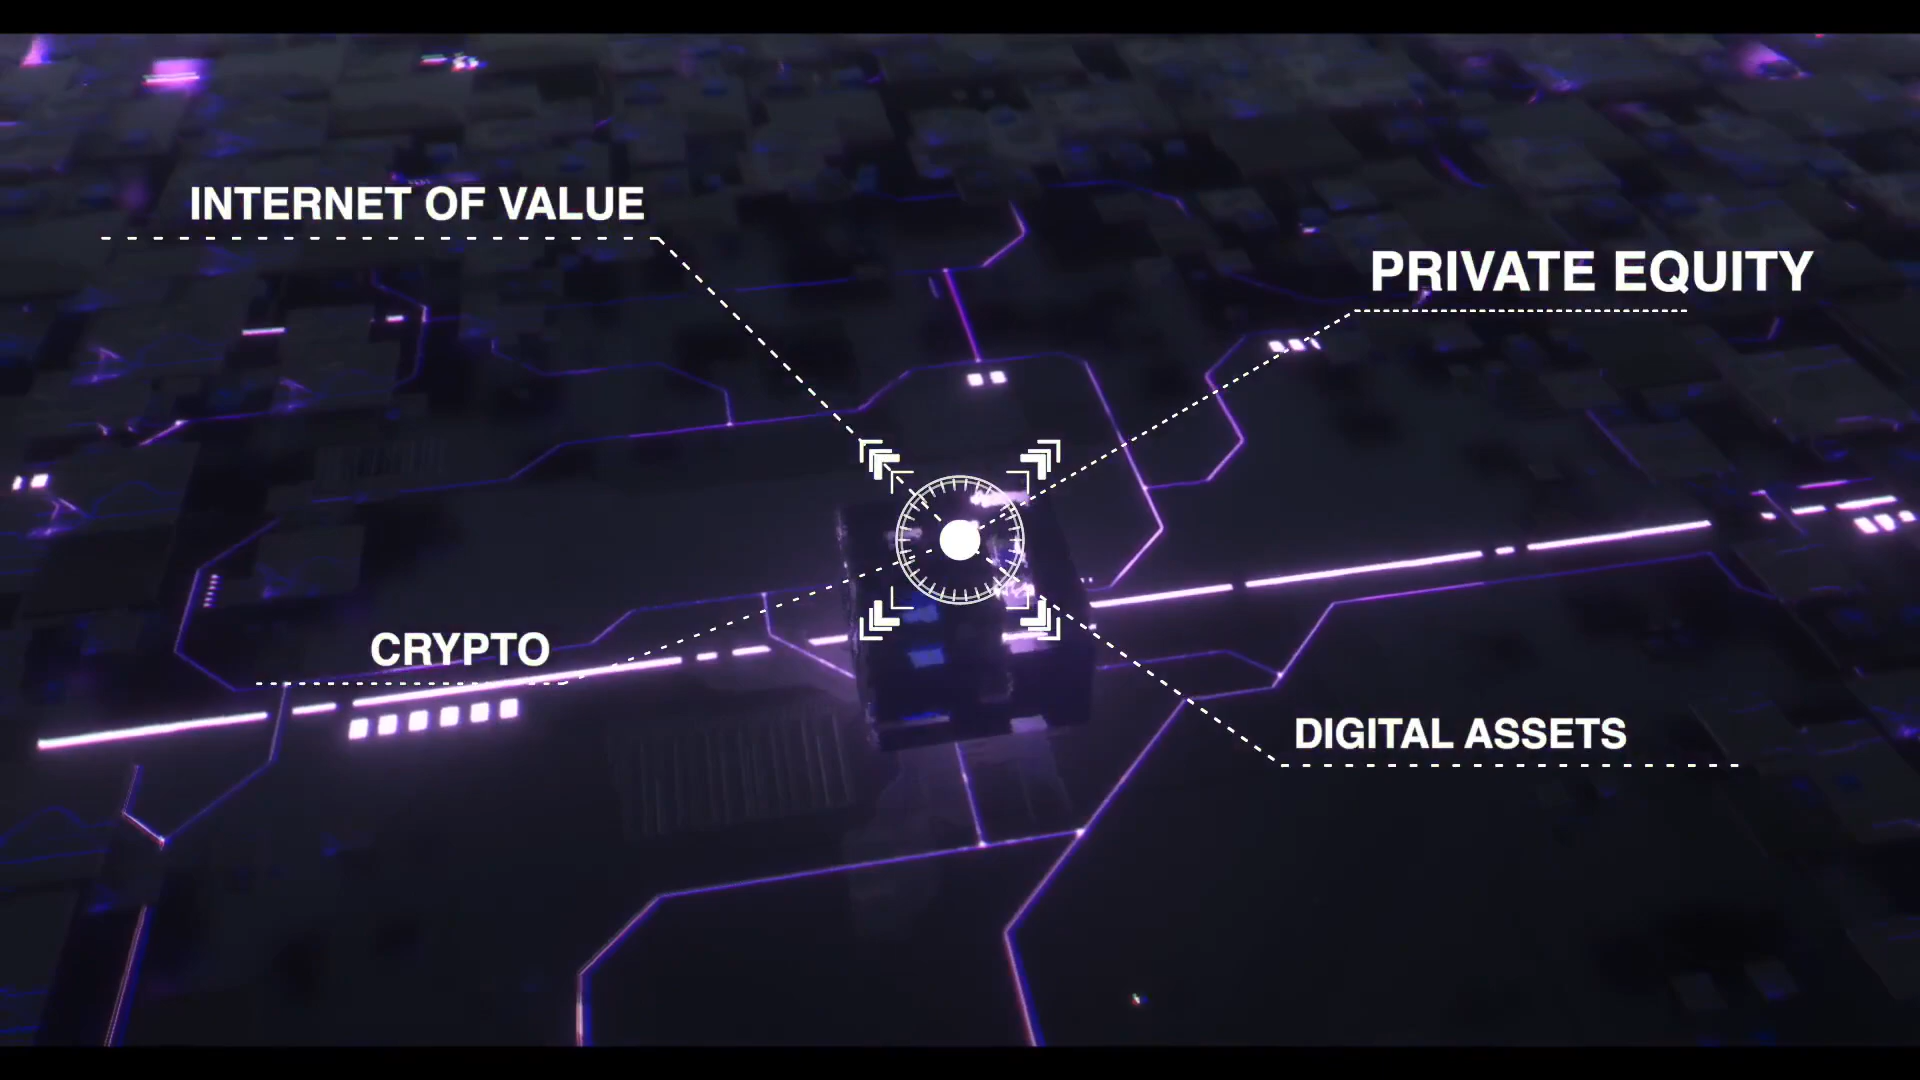 INTERNET OF VALUE
PRIVATE EQUITY
CRYPTO
DIGITAL ASSETS